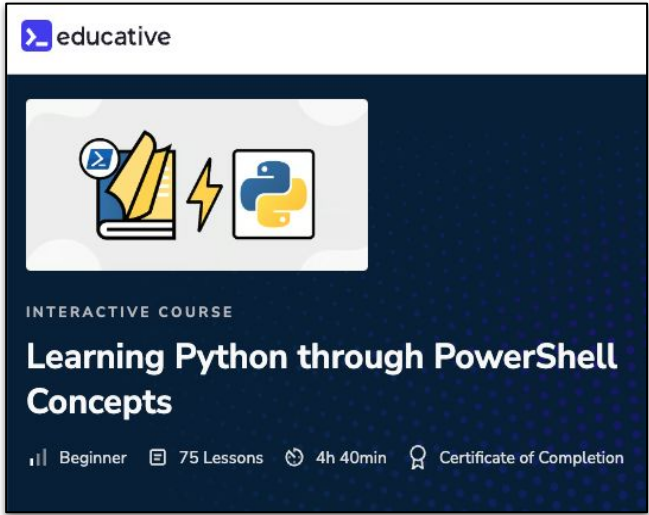 educative
INTERACTIVE COURSE
Learning Python through PowerShell
Concepts
Beginner 75 Lessons 4h 40min Certificate of Completion